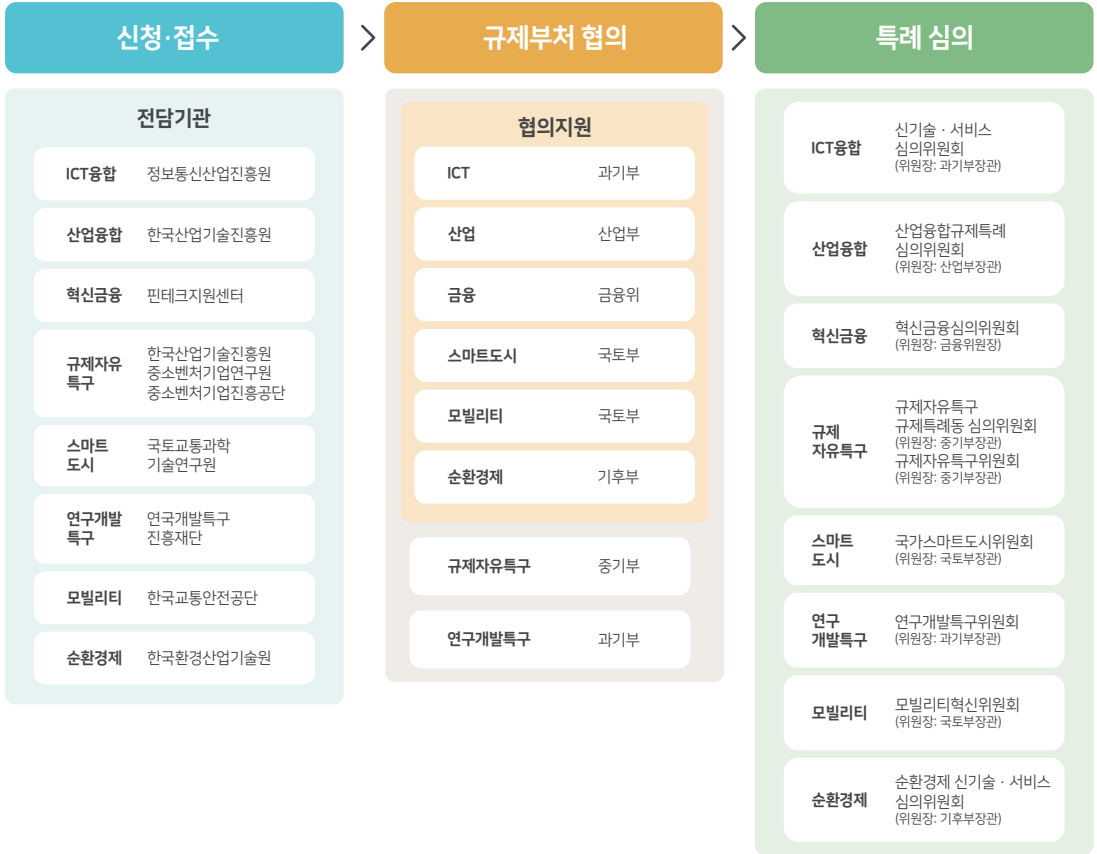 신청·접수
전담기관
ICT융합 정보통신산업진흥원
산업융합 한국산업기술진흥원
혁신금융 핀테크지원센터
규제자유
특구
한국산업기술진흥원
중소벤처기업연구원
중소벤처기업진흥공단
스마트
도시
국토교통과학
기술연구원
연구개발
특구
연국개발특구
진흥재단
모빌리티 한국교통안전공단
순환경제 한국환경산업기술원
규제부처 협의
협의지원
ICT 과기부
산업 산업부
금융 금융위
스마트도시 국토부
모빌리티 국토부
순환경제 기후부
규제자유특구 중기부
연구개발특구 과기부
특례 심의
ICT융합
신기술 · 서비스
심의위원회
(위원장: 과기부장관)
산업융합
산업융합규제특례
심의위원회
(위원장: 산업부장관)
혁신금융
혁신금융심의위원회
(위원장: 금융위원장)
규제
자유특구
규제자유특구
규제특례동 심의위원회
(위원장: 중기부장관)
규제자유특구위원회
(위원장: 중기부장관)
스마트
도시
국가스마트도시위원회
(위원장: 국토부장관)
연구
개발특구
연구개발특구위원회
(위원장: 과기부장관)
모빌리티
모빌리티혁신위원회
(위원장: 국토부장관)
순환경제
순환경제 신기술 · 서비스
심의위원회
(위원장: 기후부장관)